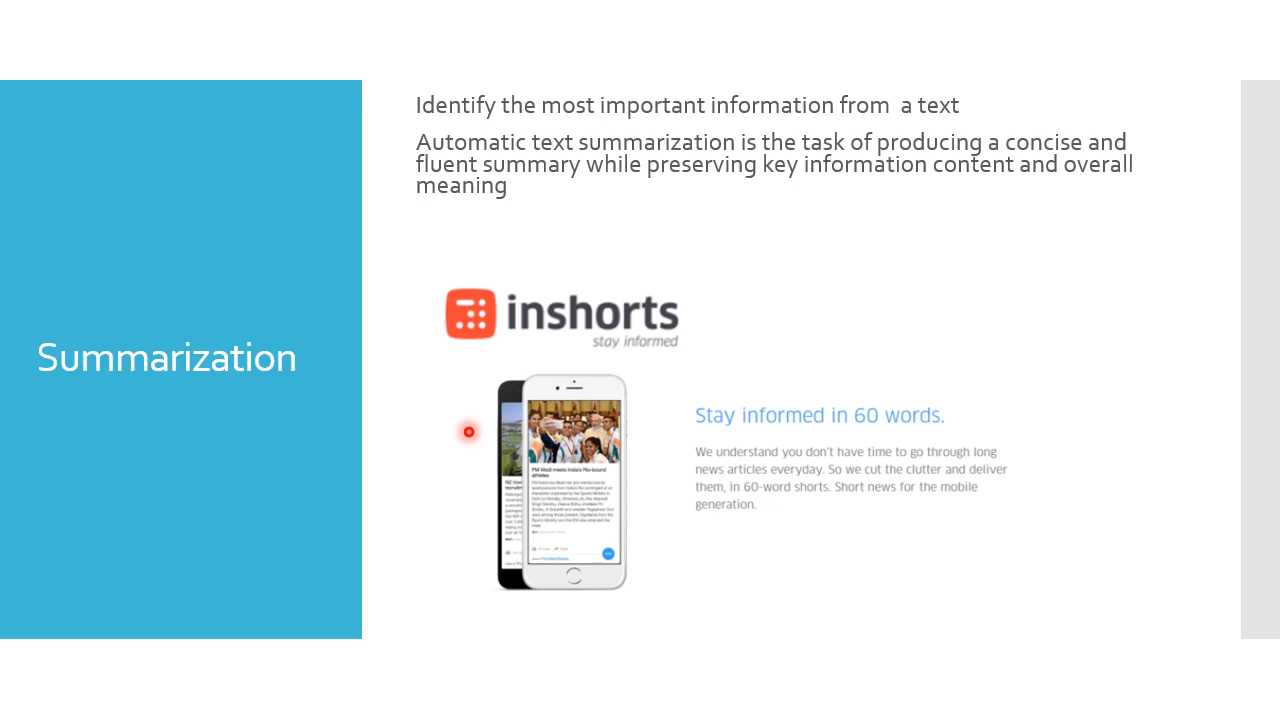 Identify the most important information from  a text
Automatic text summarization is the task of producing a concise and
fluent summary while preserving key information content and overall
meaning
Summarization
inshorts
stay informed
Stay informed in 60 words.
We understand you don't have time to go through long
news articles everyday. So we cut the clutter and deliver
them, in 60-word shorts. Short news for the mobile
generation.
PM Modi meets India's Rio-bound
athletes